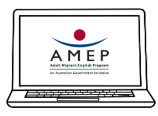 AMEP
Adult Migrant English Program
An Australian Government Initiative